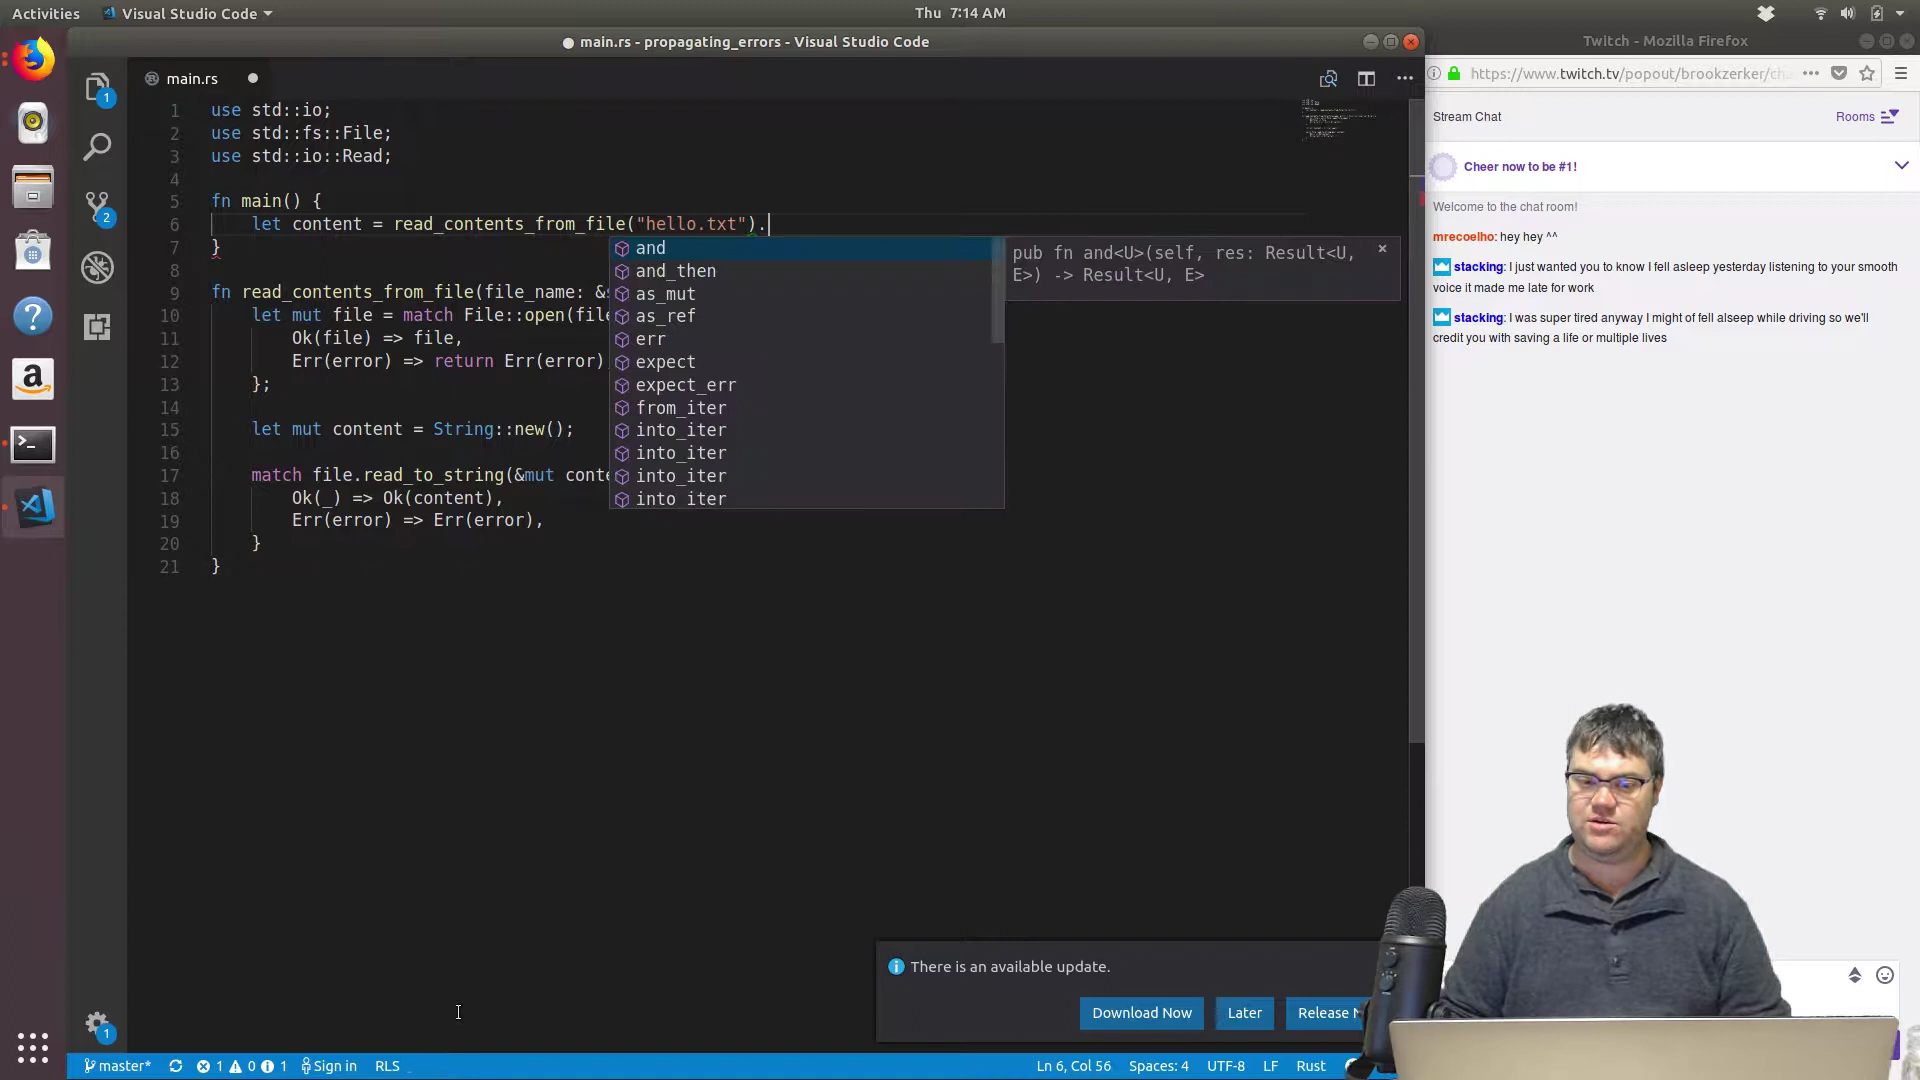 Activities
Visual Studio Code
Thu 7:14 AM
main.rs - propagating_errors - Visual Studio Code
Twitch - Mozilla Firefox
main.rs
https://www.twitch.tv/popout/brookzerker/ch
1 use std::io;
2 use std::fs::File;
3 use std::io::Read;
4
5 fn main() {
6 let content = read_contents_from_file("hello.txt").
7 }
8
9 fn read_contents_from_file(file_name: &
10 let mut file = match File::open(file
11 Ok(file) => file,
12 Err(error) => return Err(error)
13 };
14
15 let mut content = String::new();
16
17 match file.read_to_string(&mut conte
18 Ok(_) => Ok(content),
19 Err(error) => Err(error),
20 }
21 }
and
and_then
as_mut
as_ref
err
expect
expect_err
from_iter
into_iter
into_iter
into_iter
into_iter
pub fn and<U>(self, res: Result<U,
E>) -> Result<U, E>
Stream Chat
Rooms
Cheer now to be #1!
Welcome to the chat room!
mrecoelho: hey hey ^^
stacking: I just wanted you to know I fell asleep yesterday listening to your smooth
voice it made me late for work
stacking: I was super tired anyway I might of fell alseep while driving so we'll
credit you with saving a life or multiple lives
There is an available update.
Download Now
Later
Release
1
2
1
a
master*
1
0
1
Sign in
RLS
Ln 6, Col 56
Spaces: 4
UTF-8
LF
Rust